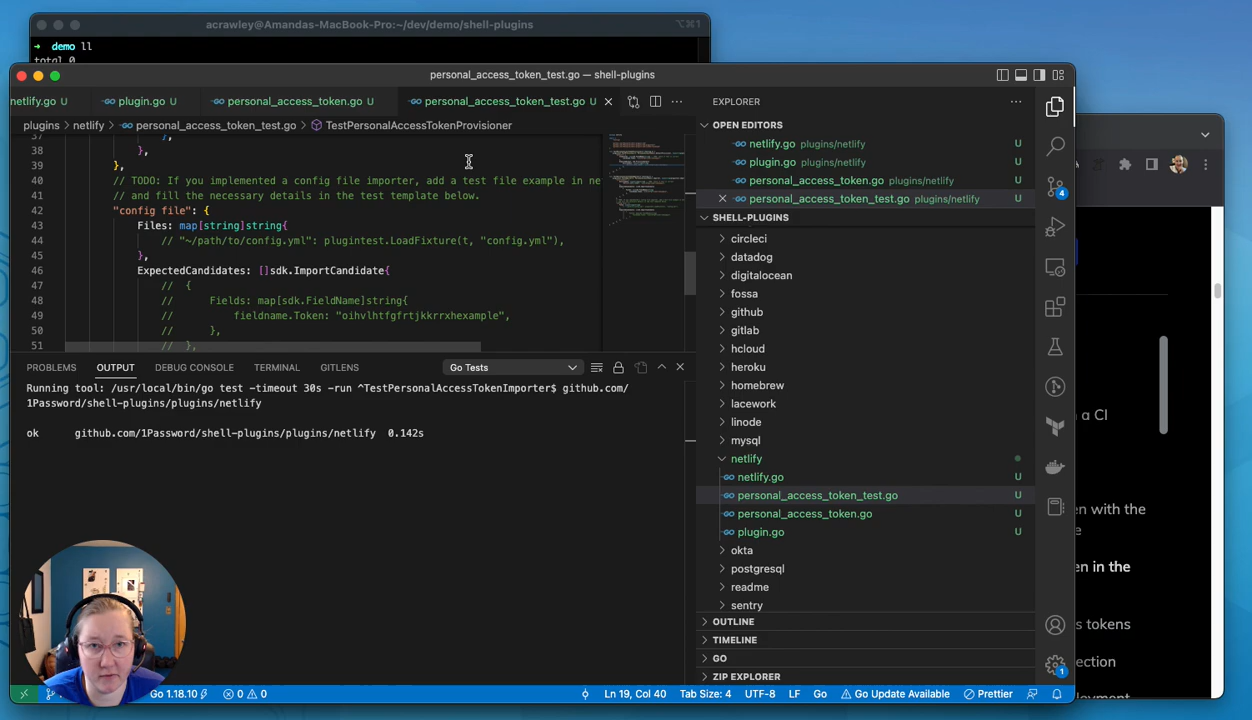 acrawley@Amandas-MacBook-Pro:~/dev/demo/shell-plugins
⌥⌘1
➜ demo ll
total 0
personal_access_token_test.go — shell-plugins
netlify.go U
plugin.go U
personal_access_token.go U
personal_access_token_test.go U
plugins > netlify > personal_access_token_test.go > TestPersonalAccessTokenProvisioner
37 },
38 },
39 },
40 // TODO: If you implemented a config file importer, add a test file example in ne
41 // and fill the necessary details in the test template below.
42 "config file": {
43 Files: map[string]string{
44 // "~/path/to/config.yml": plugintest.LoadFixture(t, "config.yml"),
45 },
46 ExpectedCandidates: []sdk.ImportCandidate{
47 // {
48 // Fields: map[sdk.FieldName]string{
49 // fieldname.Token: "oihvlhtfgfrtjkkrrxhexample",
50 // },
51 // },
PROBLEMS OUTPUT DEBUG CONSOLE TERMINAL GITLENS
Go Tests
Running tool: /usr/local/bin/go test -timeout 30s -run ^TestPersonalAccessTokenImporter$ github.com/
1Password/shell-plugins/plugins/netlify
ok github.com/1Password/shell-plugins/plugins/netlify 0.142s
EXPLORER
OPEN EDITORS
netlify.go plugins/netlify U
plugin.go plugins/netlify U
personal_access_token.go plugins/netlify U
personal_access_token_test.go plugins/netlify U
SHELL-PLUGINS
circleci
datadog
digitalocean
fossa
github
gitlab
hcloud
heroku
homebrew
lacework
linode
mysql
netlify
netlify.go U
personal_access_token_test.go U
personal_access_token.go U
plugin.go U
okta
postgresql
readme
sentry
OUTLINE
TIMELINE
GO
ZIP EXPLORER
4
1
Go 1.18.10
0 0
Ln 19, Col 40
Tab Size: 4
UTF-8
LF
Go
Go Update Available
Prettier
a CI
en with the
en in the
s tokens
ection